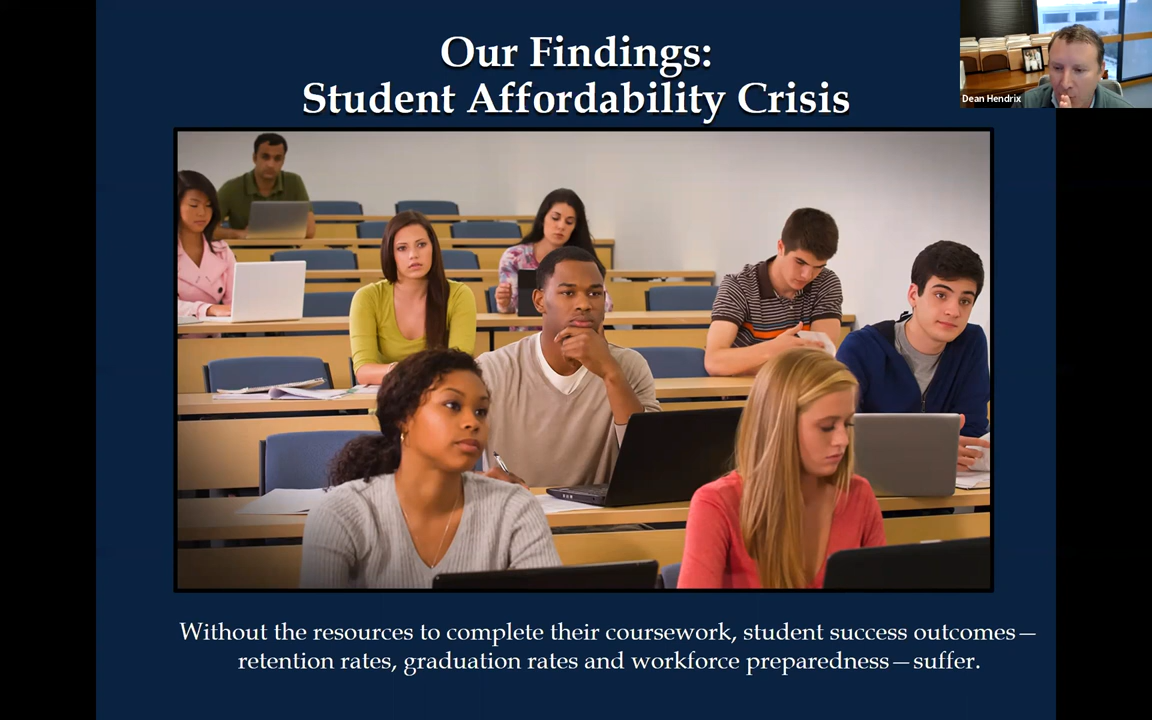 Our Findings:
Student Affordability Crisis
Dean Hendrix
Without the resources to complete their coursework, student success outcomes—
retention rates, graduation rates and workforce preparedness—suffer.